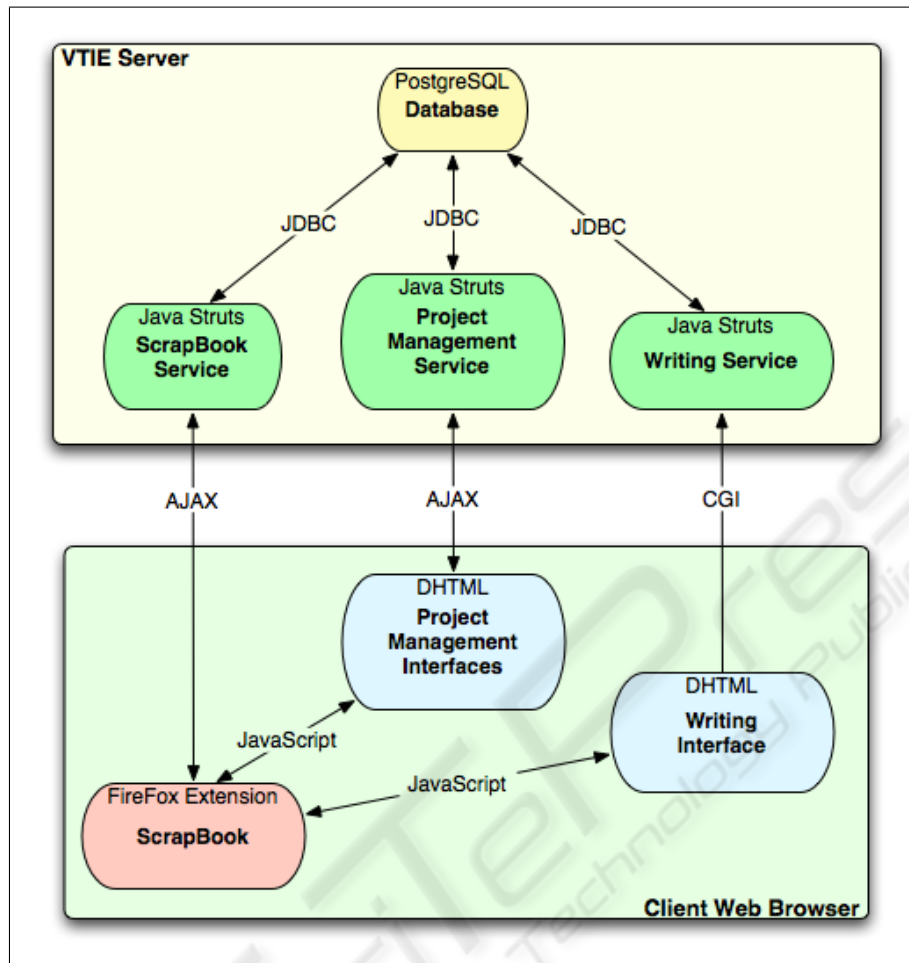 VTIE Server
PostgreSQL
Database
JDBC
JDBC
JDBC
Java Struts
ScrapBook
Service
Java Struts
Project
Management
Service
Java Struts
Writing Service
AJAX
AJAX
CGI
DHTML
Project
Management
Interfaces
DHTML
Writing
Interface
JavaScript
JavaScript
FireFox Extension
ScrapBook
Client Web Browser
Technology Public